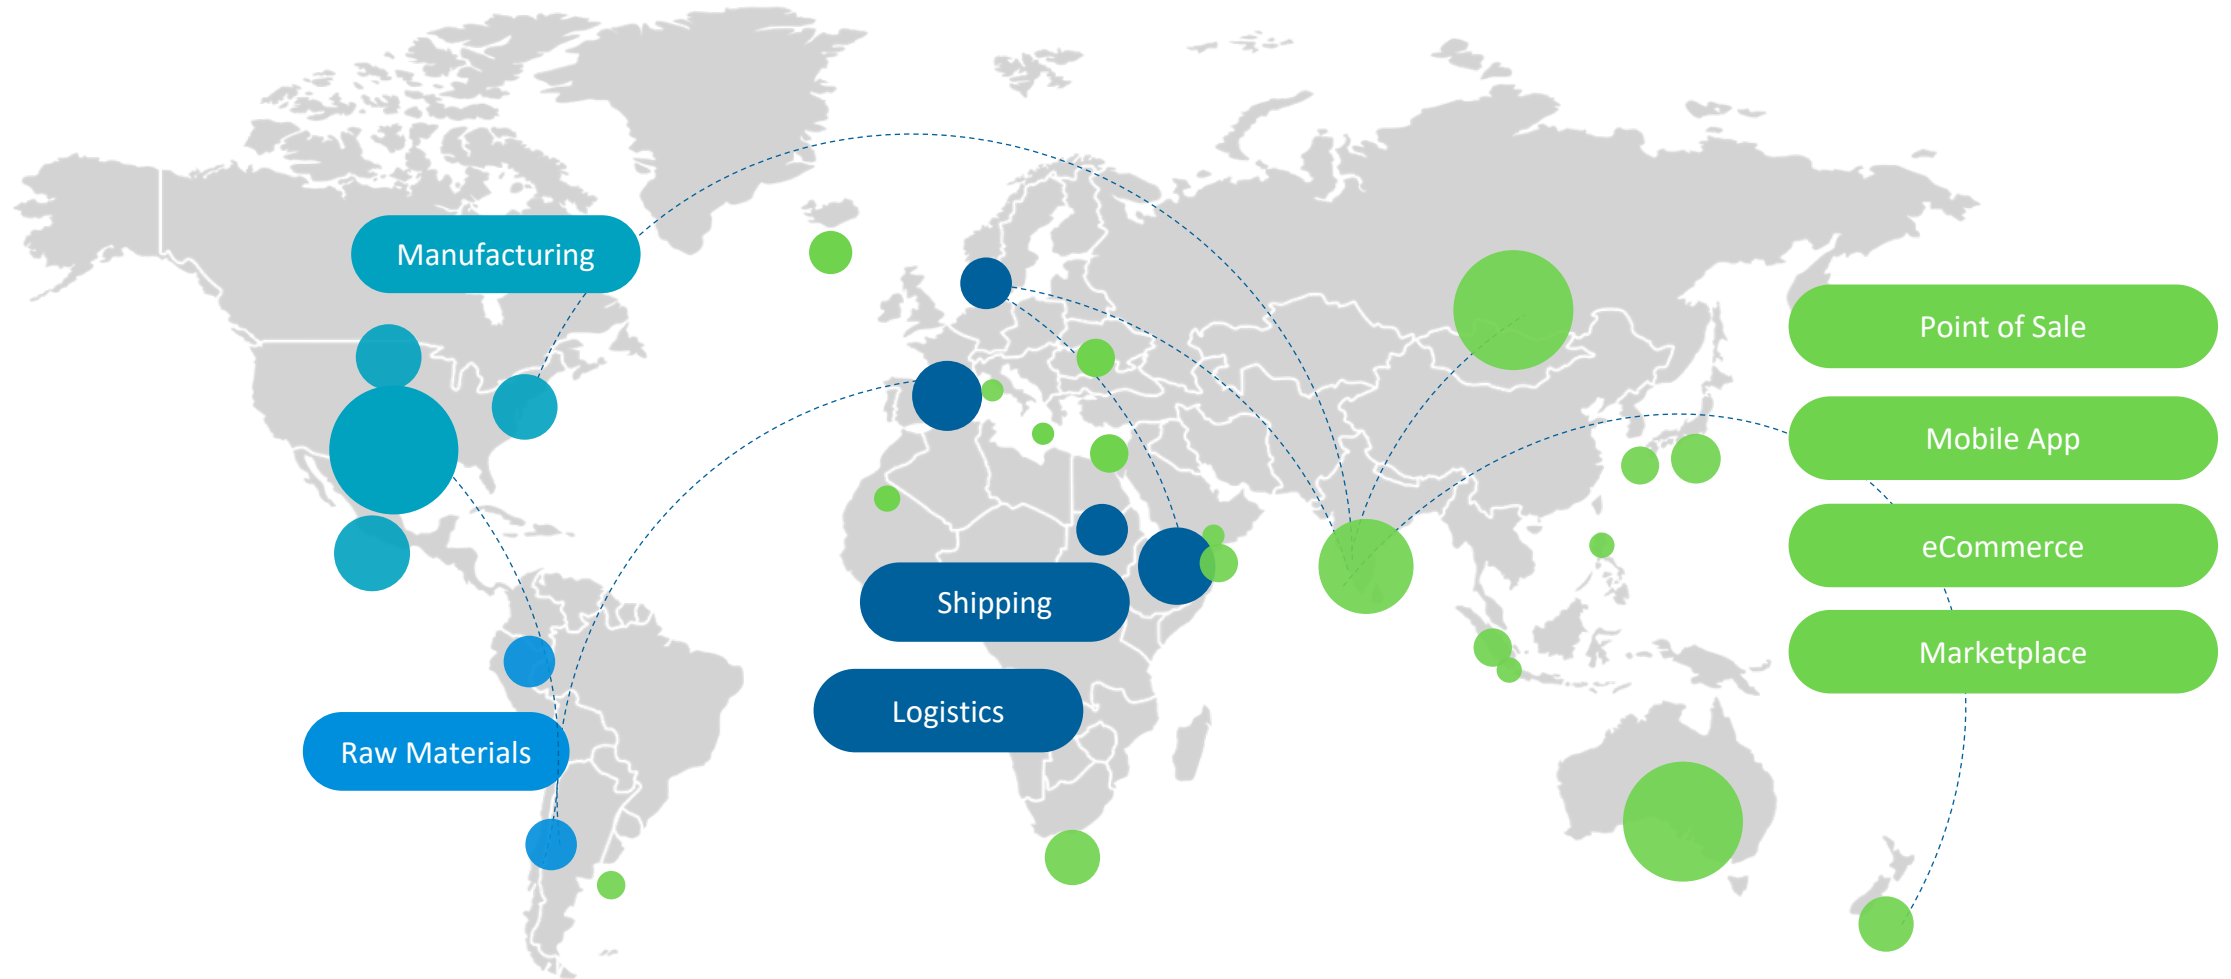 Manufacturing
Point of Sale
Mobile App
eCommerce
Shipping
Marketplace
Logistics
Raw Materials